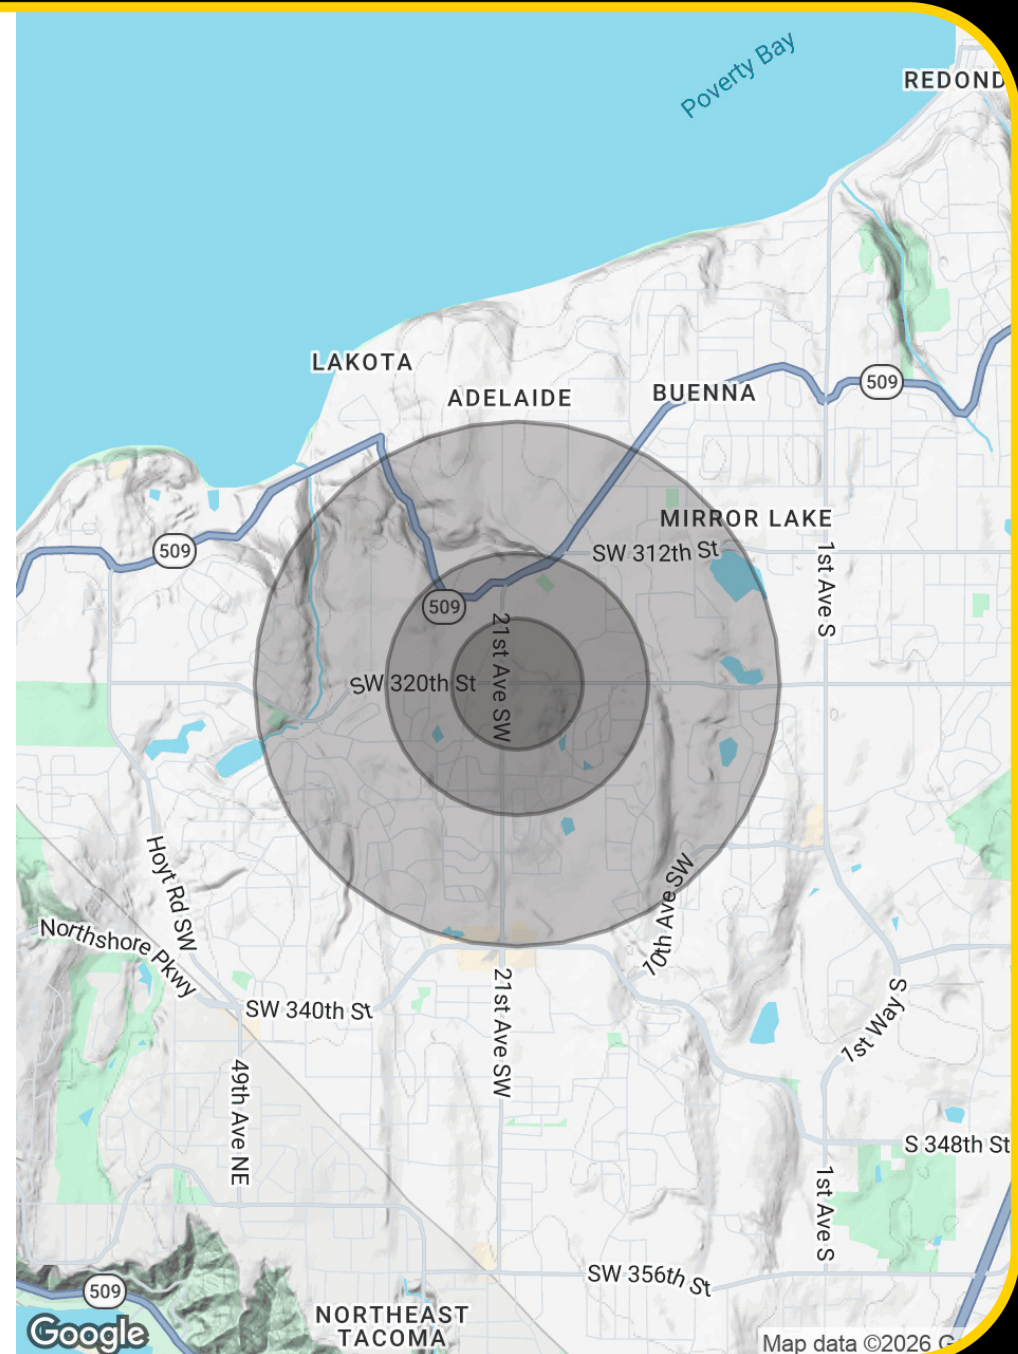 Poverty Bay
REDOND
LAKOTA
ADELAIDE
BUENNA
509
MIRROR LAKE
SW 312th St
509
1st Ave S
509
21st Ave SW
SW 320th St
Hoyt Rd SW
10th Ave SW
Northshore Pkwy
SW 340th St
21st Ave SW
1st Way S
49th Ave NE
S 348th St
1st Ave S
SW 356th St
509
NORTHEAST
TACOMA
Google
Map data ©2026 G